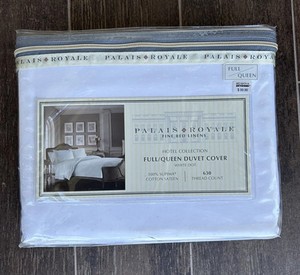 PALAIS ROYALE PALAIS ROYALE PALAIS ROYALE
FULL
QUEEN
PALAIS ROYALE
FINE BED LINENS
HOTEL COLLECTION
FULL/QUEEN DUVET COVER
100% SUPIMA®
COTTON SATEEN
630
THREAD COUNT